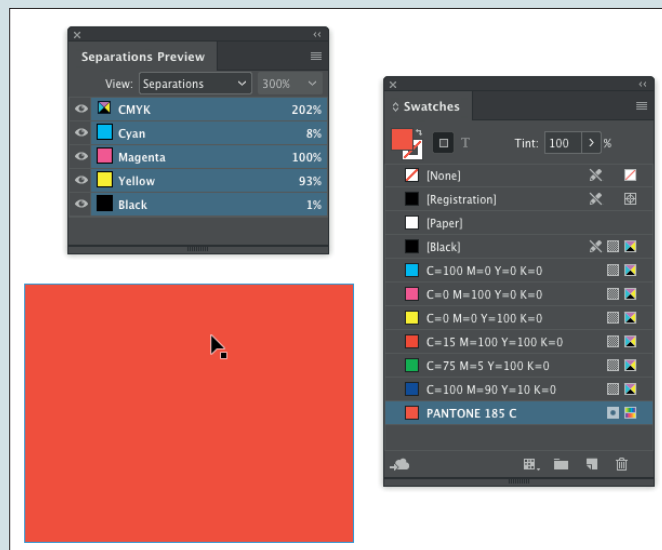 Separations Preview
View: Separations 300%
CMYK 202%
Cyan 8%
Magenta 100%
Yellow 93%
Black 1%
Swatches
T Tint: 100 %
[None]
[Registration]
[Paper]
[Black]
C=100 M=0 Y=0 K=0
C=0 M=100 Y=0 K=0
C=0 M=0 Y=100 K=0
C=15 M=100 Y=100 K=0
C=75 M=5 Y=100 K=0
C=100 M=90 Y=10 K=0
PANTONE 185 C